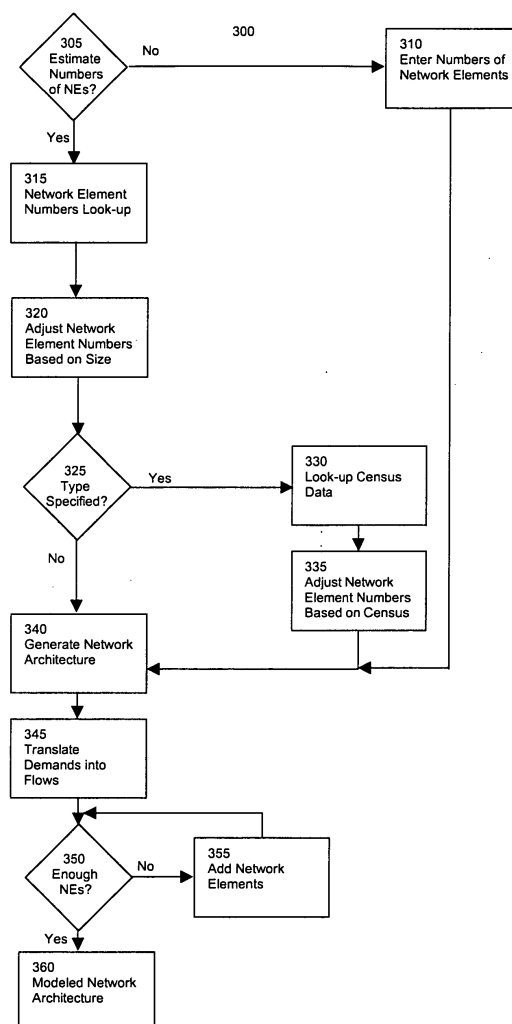 300
305
Estimate
Numbers
of NEs?
No
310
Enter Numbers of
Network Elements
Yes
315
Network Element
Numbers Look-up
320
Adjust Network
Element Numbers
Based on Size
325
Type
Specified?
Yes
330
Look-up Census
Data
No
335
Adjust Network
Element Numbers
Based on Census
340
Generate Network
Architecture
345
Translate
Demands into
Flows
350
Enough
NEs?
No
355
Add Network
Elements
Yes
360
Modeled Network
Architecture